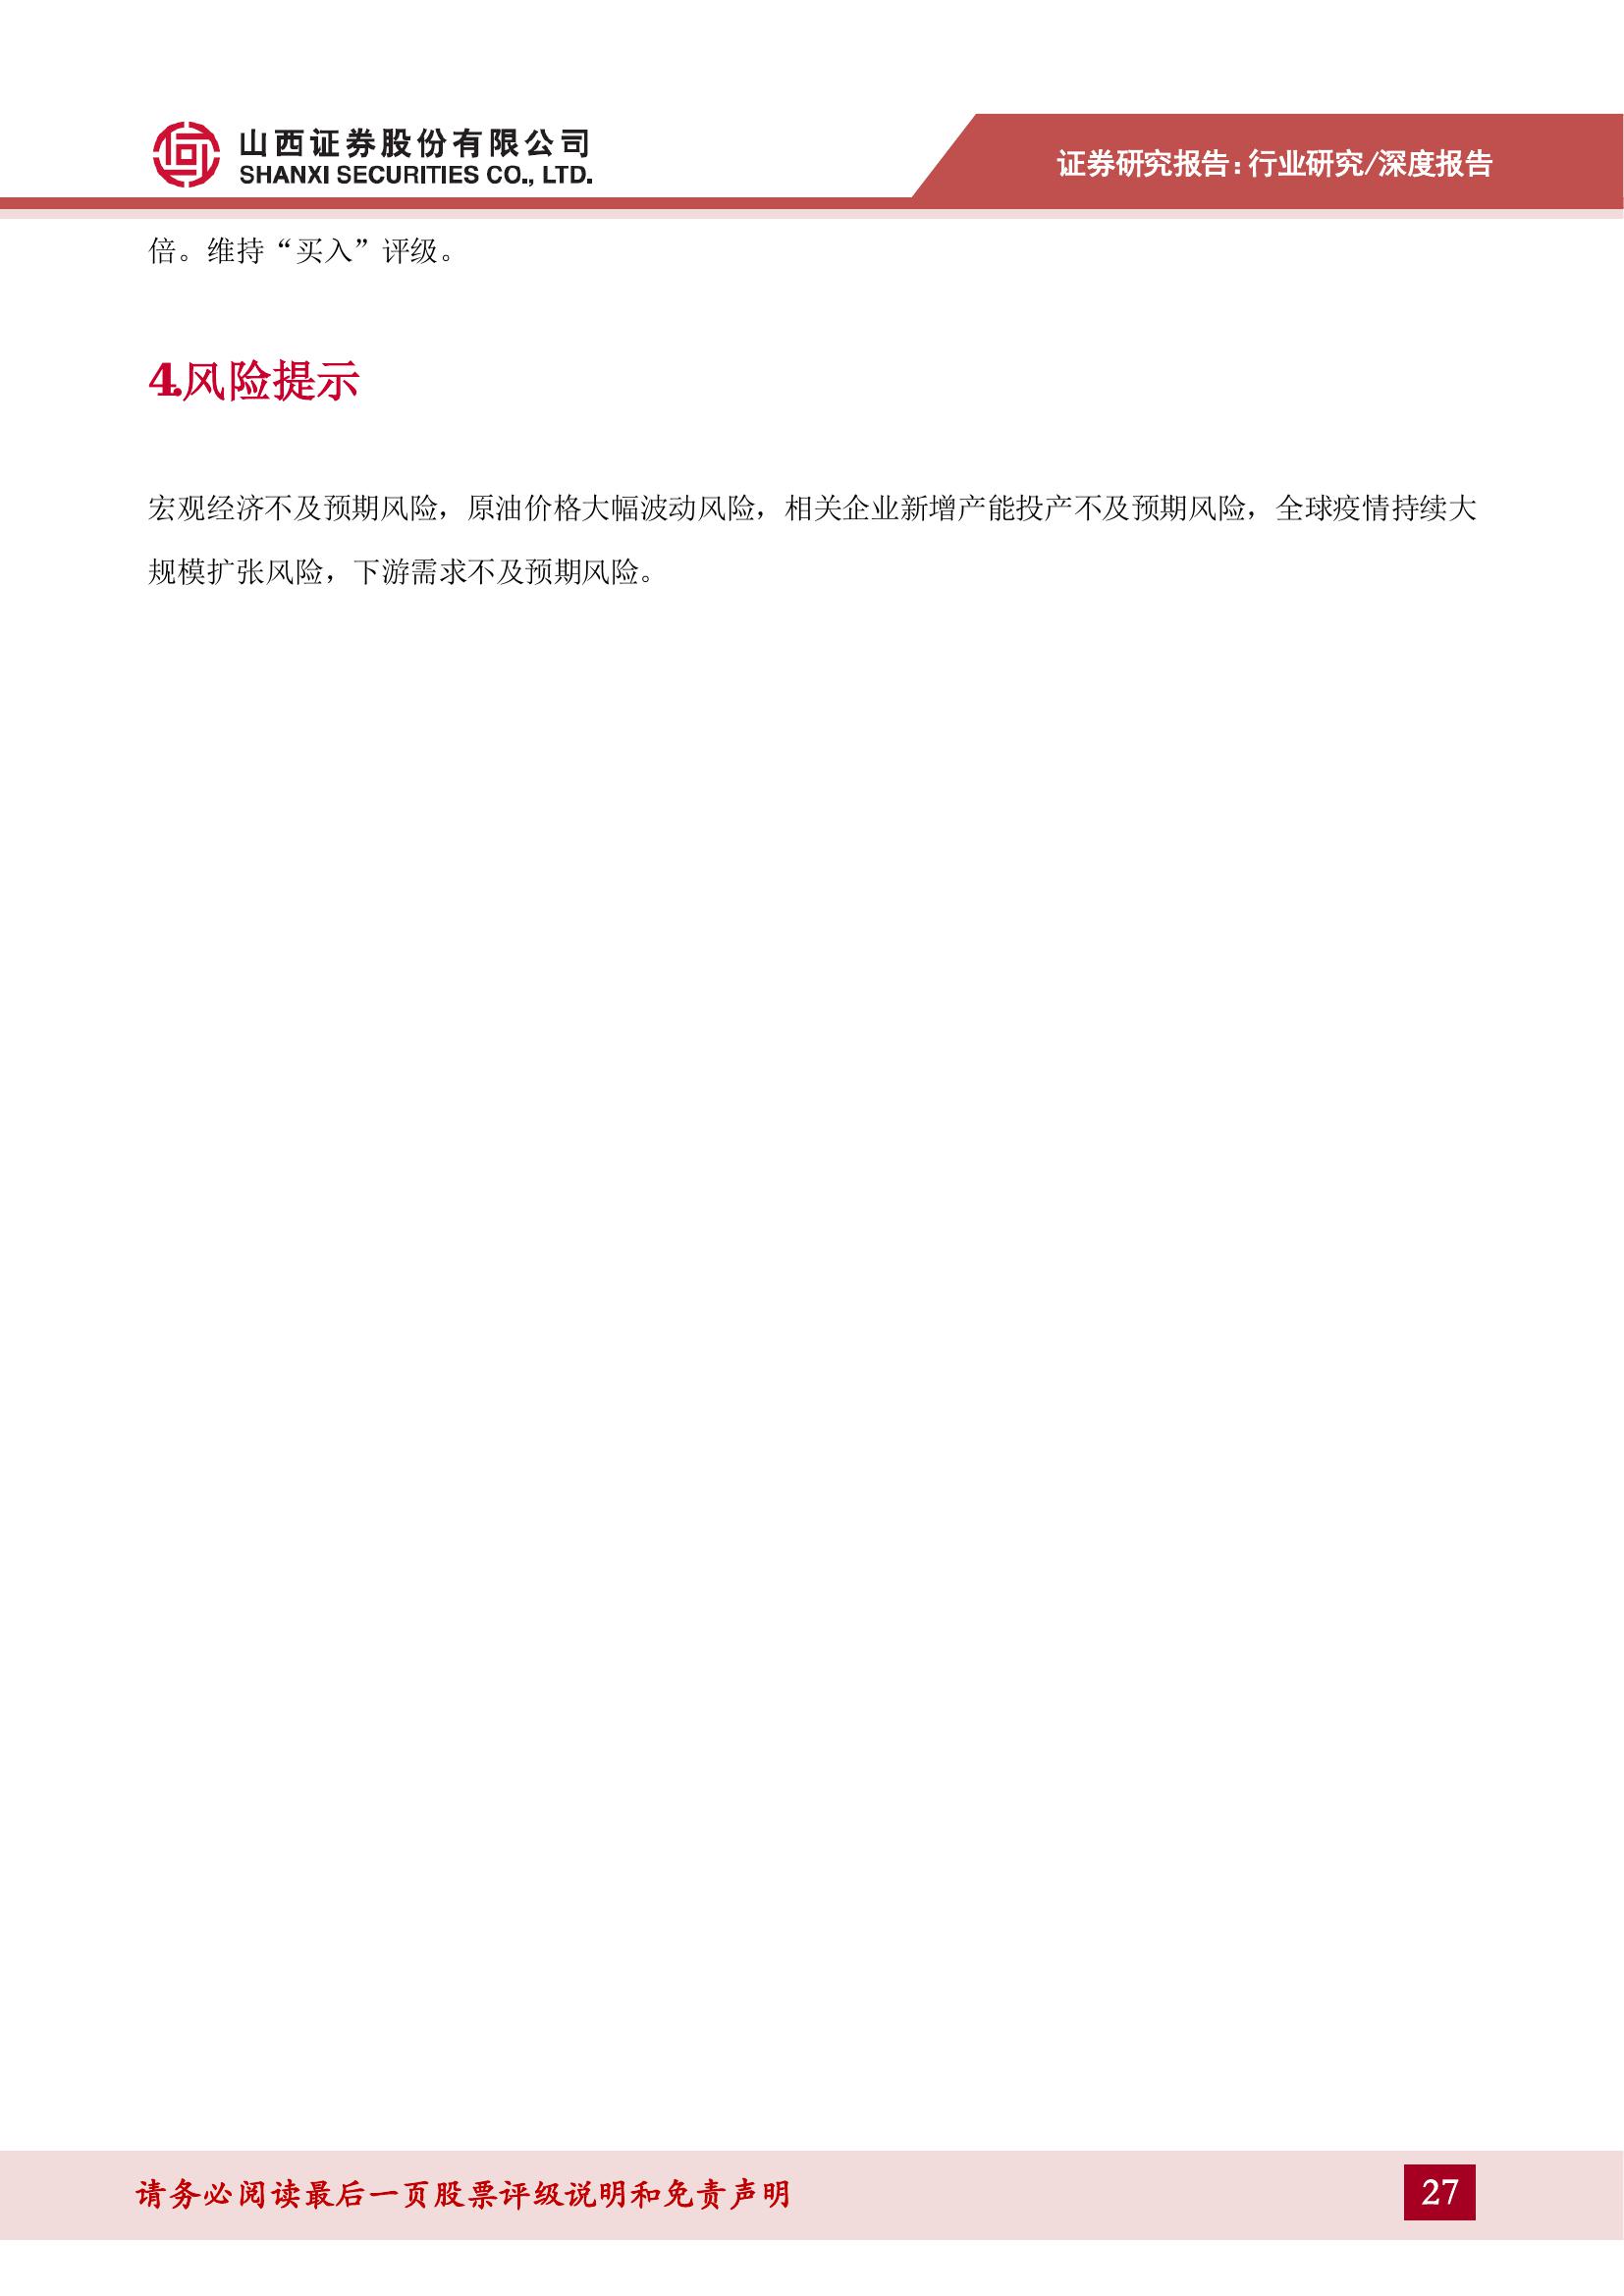 山西证券股份有限公司
SHANXI SECURITIES CO., LTD.
证券研究报告：行业研究/深度报告
倍。维持“买入”评级。
4.风险提示
宏观经济不及预期风险，原油价格大幅波动风险，相关企业新增产能投产不及预期风险，全球疫情持续大
规模扩张风险，下游需求不及预期风险。
请务必阅读最后一页股票评级说明和免责声明
27